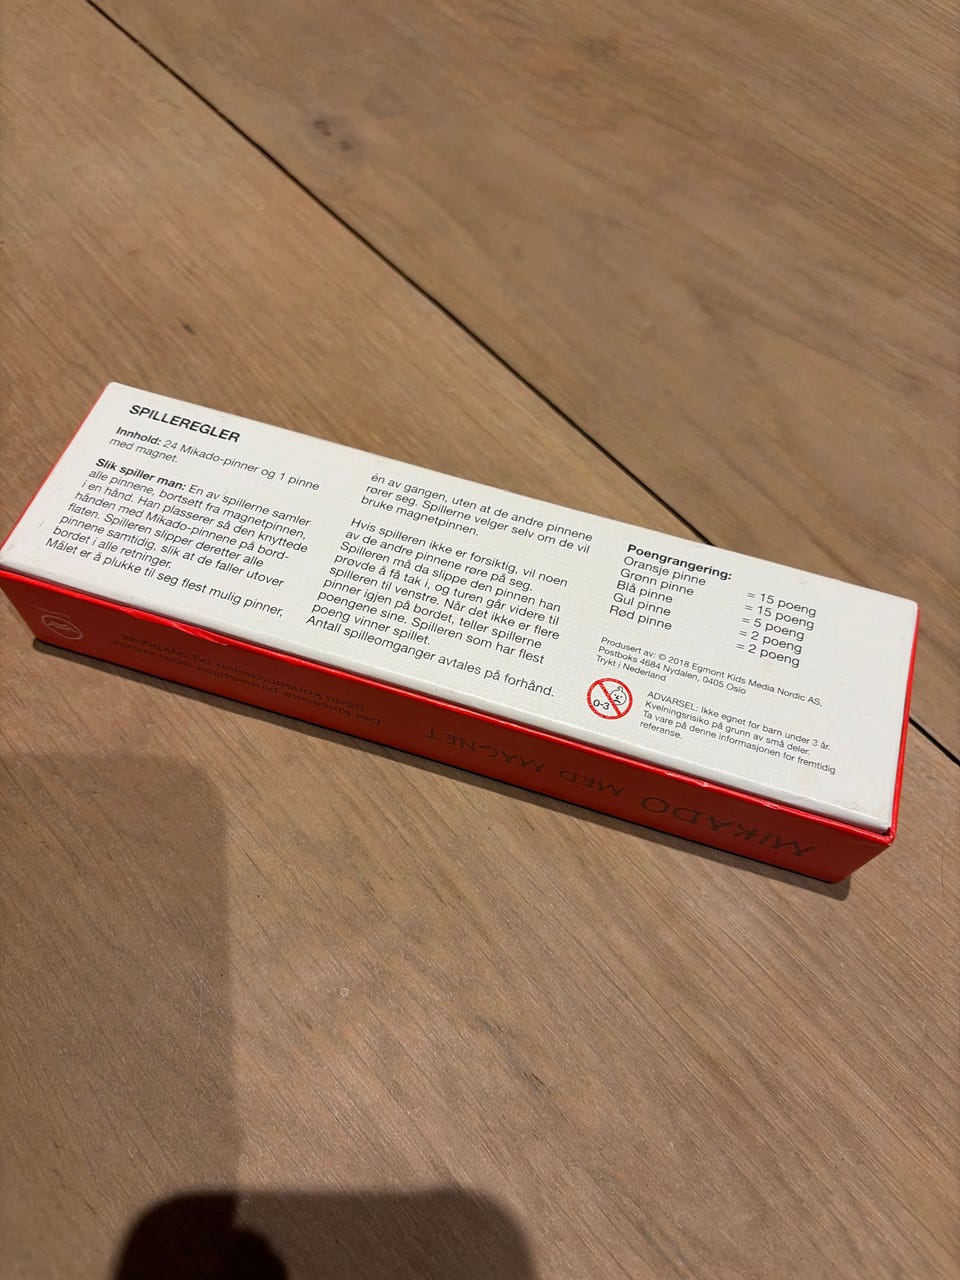 SPILLEREGLER
Innhold: 24 Mikado-pinner og 1 pinne
med magnet.
Slik spiller man: En av spillerne samler
alle pinnene, bortsett fra magnetpinnen,
i en hånd. Han plasserer så den knyttede
hånden med Mikado-pinnene på bord-
flaten. Spilleren slipper deretter alle
pinnene samtidig, slik at de faller utover
bordet i alle retninger.
Målet er å plukke til seg flest mulig pinner,
én av gangen, uten at de andre pinnene
rører seg. Spillerne velger selv om de vil
bruke magnetpinnen.
Hvis spilleren ikke er forsiktig, vil noen
av de andre pinnene røre på seg.
Spilleren må da slippe den pinnen han
prøvde å få tak i, og turen går videre til
spilleren til venstre. Når det ikke er flere
pinner igjen på bordet, teller spillerne
poengene sine. Spilleren som har flest
poeng vinner spillet.
Antall spilleomganger avtales på forhånd.
Poengrangering:
Oransje pinne = 15 poeng
Grønn pinne = 15 poeng
Blå pinne = 5 poeng
Gul pinne = 2 poeng
Rød pinne = 2 poeng
Produsert av: © 2018 Egmont Kids Media Nordic AS,
Postboks 4684 Nydalen, 0405 Oslo
Trykt i Nederland
0-3
ADVARSEL: Ikke egnet for barn under 3 år.
Kvelningsrisiko på grunn av små deler.
Ta vare på denne informasjonen for fremtidig
referanse.
MIKADO MED MAGNET
Det klassiske pinnespillet som krever
både konsentrasjon og dyktighet.